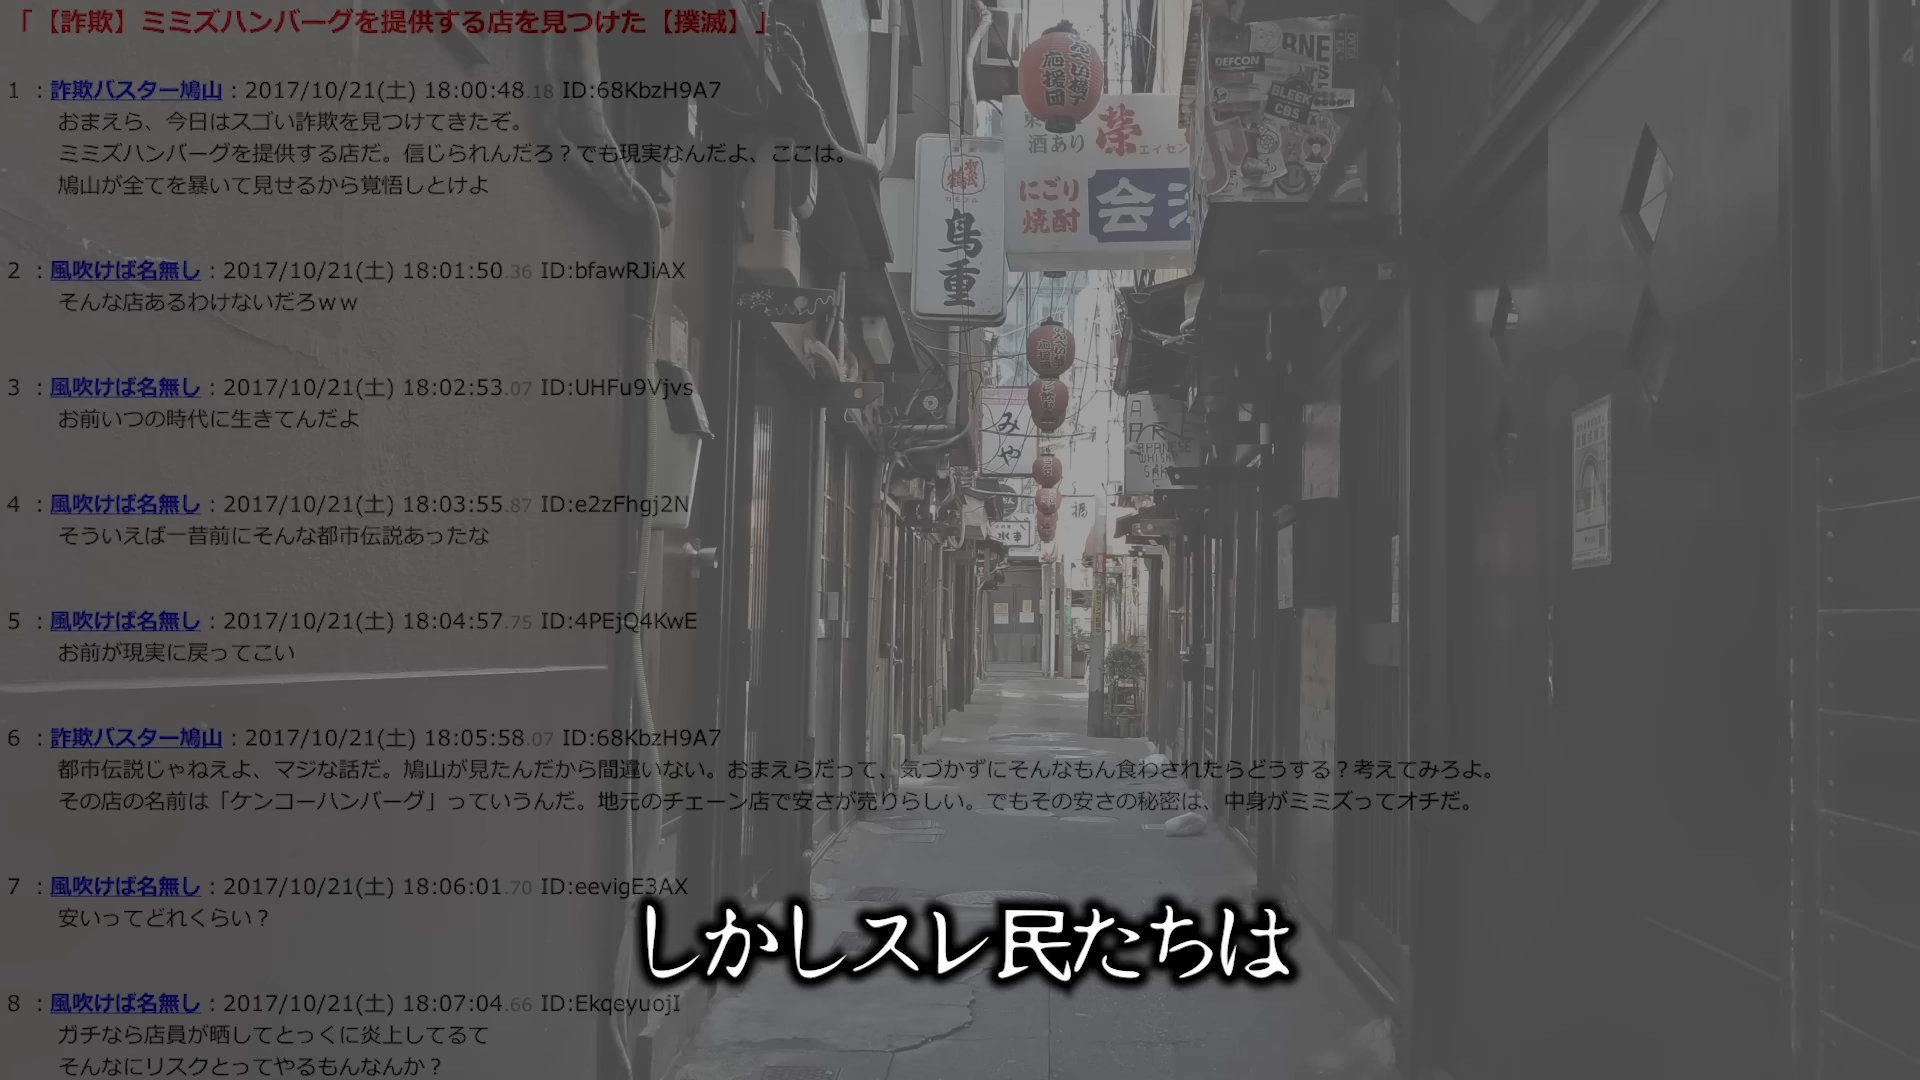 「【詐欺】ミミズハンバーグを提供する店を見つけた【撲滅】」
1 ：詐欺バスター鳩山：2017/10/21(土) 18:00:48.18 ID:68KbzH9A7
おまえら、今日はスゴい詐欺を見つけてきたぞ。
ミミズハンバーグを提供する店だ。信じられんだろ？でも現実なんだよ、ここは。
鳩山が全てを暴いて見せるから覚悟しとけよ
2 ：風吹けば名無し：2017/10/21(土) 18:01:50.36 ID:bfawRJiAX
そんな店あるわけないだろｗｗ
3 ：風吹けば名無し：2017/10/21(土) 18:02:53.07 ID:UHFu9Vjvs
お前いつの時代に生きてんだよ
4 ：風吹けば名無し：2017/10/21(土) 18:03:55.87 ID:e2zFhgj2N
そういえば一昔前にそんな都市伝説あったな
5 ：風吹けば名無し：2017/10/21(土) 18:04:57.75 ID:4PEjQ4KwE
お前が現実に戻ってこい
6 ：詐欺バスター鳩山：2017/10/21(土) 18:05:58.07 ID:68KbzH9A7
都市伝説じゃねえよ、マジな話だ。鳩山が見たんだから間違いない。おまえらだって、気づかずにそんなもん食わされたらどうする？考えてみろよ。
その店の名前は「ケンコーハンバーグ」っていうんだ。地元のチェーン店で安さが売りらしい。でもその安さの秘密は、中身がミミズってオチだ。
7 ：風吹けば名無し：2017/10/21(土) 18:06:01.70 ID:eevigE3AX
安いってどれくらい？
8 ：風吹けば名無し：2017/10/21(土) 18:07:04.66 ID:EkqeyuojI
ガチなら店員が晒してとっくに炎上してるて
そんなにリスクとってやるもんなんか？
しかしスレ民たちは
応援団
酒あり
栄
エイセン
にごり
焼酎
会
鳥重
みや
DEFCON
BLEEK
CBS